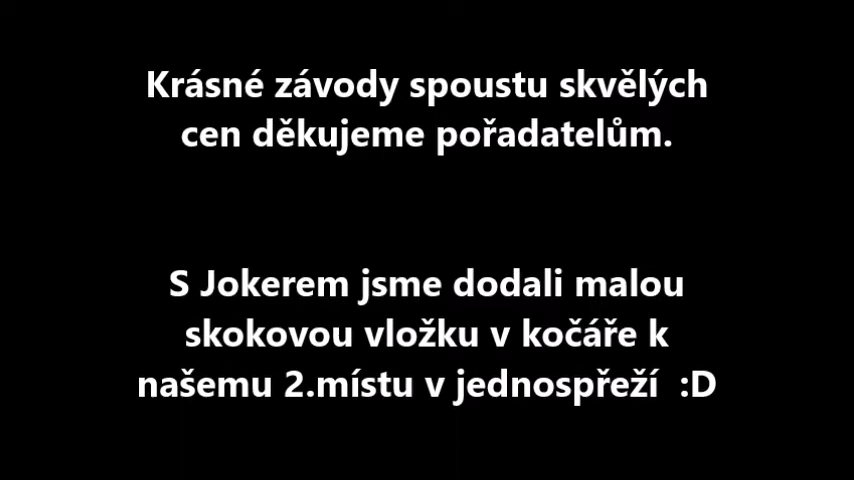 Krásné závody spoustu skvělých
cen děkujeme pořadatelům.
S Jokerem jsme dodali malou
skokovou vložku v kočáře k
našemu 2.místu v jednospřeží :D